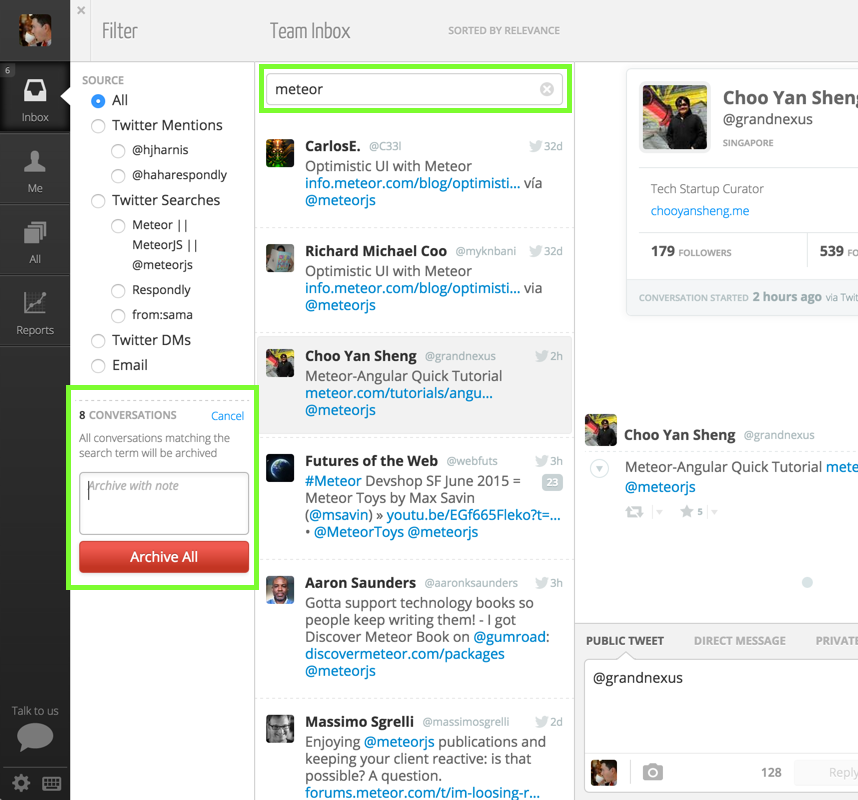 ×
Filter
Team Inbox
SORTED BY RELEVANCE
6
Inbox
Me
All
Reports
Talk to us
SOURCE
All
Twitter Mentions
@hjharnis
@haharespondly
Twitter Searches
Meteor ||
MeteorJS ||
@meteorjs
Respondly
from:sama
Twitter DMs
Email
8 CONVERSATIONS Cancel
All conversations matching the
search term will be archived
Archive with note
Archive All
meteor
CarlosE. @C33l 32d
Optimistic UI with Meteor
info.meteor.com/blog/optimisti... vía
@meteorjs
Richard Michael Coo @myknbani 32d
Optimistic UI with Meteor
info.meteor.com/blog/optimisti... via
@meteorjs
Choo Yan Sheng @grandnexus 2h
Meteor-Angular Quick Tutorial
meteor.com/tutorials/angu...
@meteorjs
Futures of the Web @webfuts 3h
#Meteor Devshop SF June 2015 = 23
Meteor Toys by Max Savin
(@msavin) » youtu.be/EGf665Fleko?t=...
• @MeteorToys @meteorjs
Aaron Saunders @aaronksaunders 3h
Gotta support technology books so
people keep writing them! - I got
Discover Meteor Book on @gumroad:
discovermeteor.com/packages
@meteorjs
Massimo Sgrelli @massimosgrelli 2d
Enjoying @meteorjs publications and
keeping your client reactive: is that
possible? A question.
forums.meteor.com/t/im-loosing-r...
Choo Yan Sheng
@grandnexus
SINGAPORE
Tech Startup Curator
chooyansheng.me
179 FOLLOWERS 539 FO
CONVERSATION STARTED 2 hours ago via Twit
Choo Yan Sheng @grandnexus
Meteor-Angular Quick Tutorial mete
@meteorjs
5
PUBLIC TWEET DIRECT MESSAGE PRIVATE
@grandnexus
128 Reply